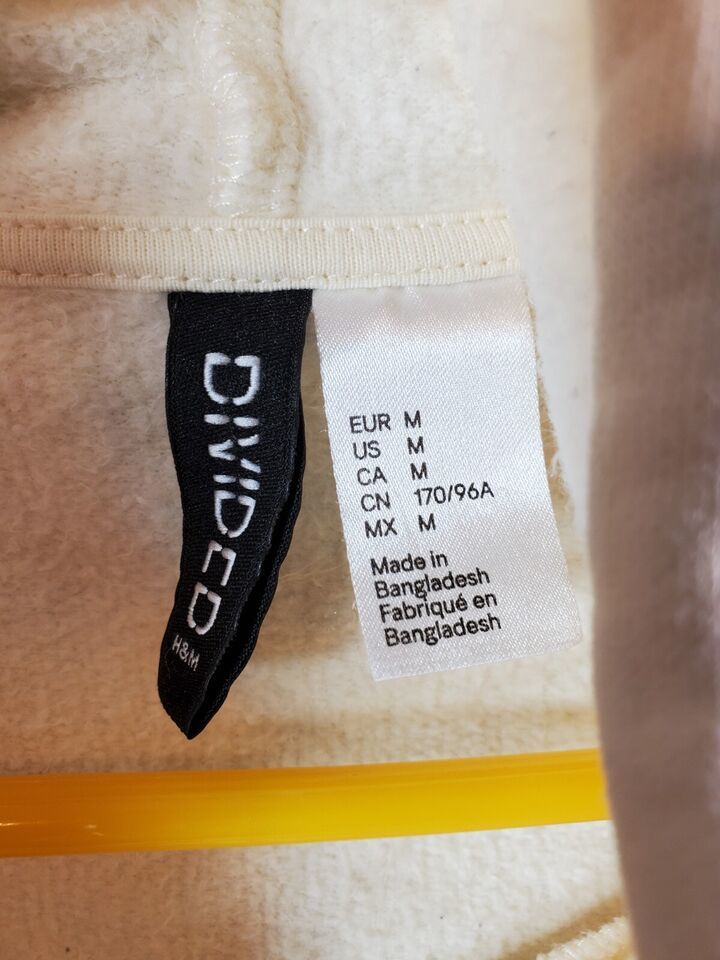 DIVIDED
H&M
EUR M
US M
CA M
CN 170/96A
MX M
Made in
Bangladesh
Fabriqué en
Bangladesh